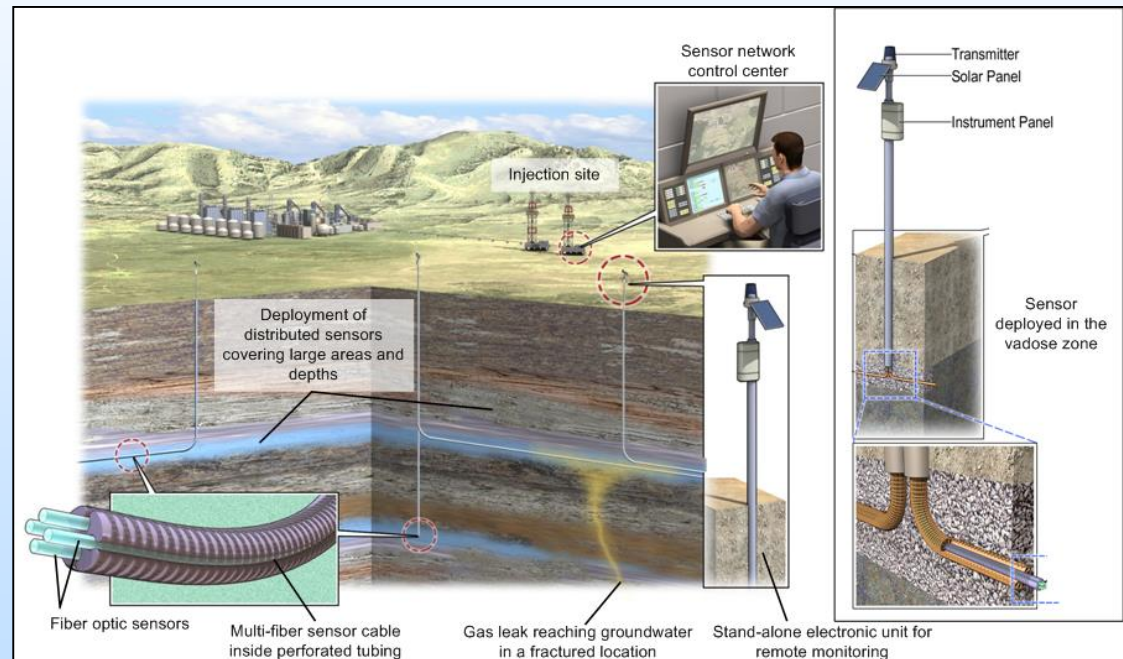 Sensor network
control center
Injection site
Deployment of
distributed sensors
covering large areas and
depths
Fiber optic sensors
Multi-fiber sensor cable
inside perforated tubing
Gas leak reaching groundwater
in a fractured location
Stand-alone electronic unit for
remote monitoring
Transmitter
Solar Panel
Instrument Panel
Sensor
deployed in the
vadose zone